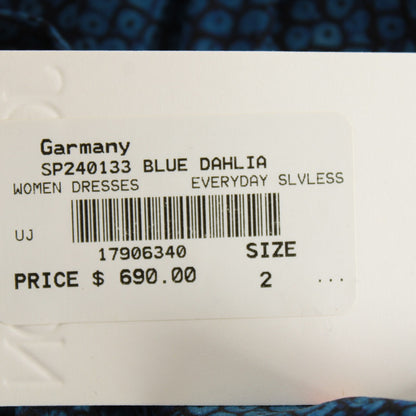 Garmany
SP240133 BLUE DAHLIA
WOMEN DRESSES EVERYDAY SLVLESS
UJ
17906340 SIZE
PRICE $ 690.00 2 ...